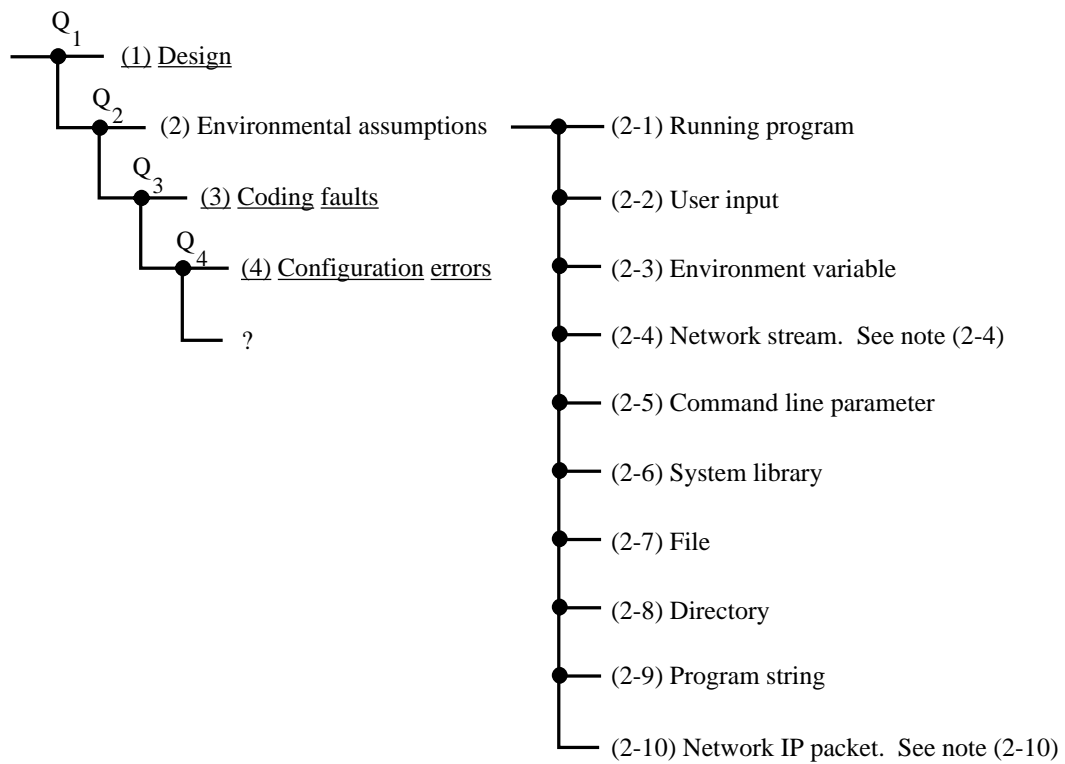 Q1
(1) Design
Q2
(2) Environmental assumptions
Q3
(3) Coding faults
Q4
(4) Configuration errors
?
(2-1) Running program
(2-2) User input
(2-3) Environment variable
(2-4) Network stream. See note (2-4)
(2-5) Command line parameter
(2-6) System library
(2-7) File
(2-8) Directory
(2-9) Program string
(2-10) Network IP packet. See note (2-10)